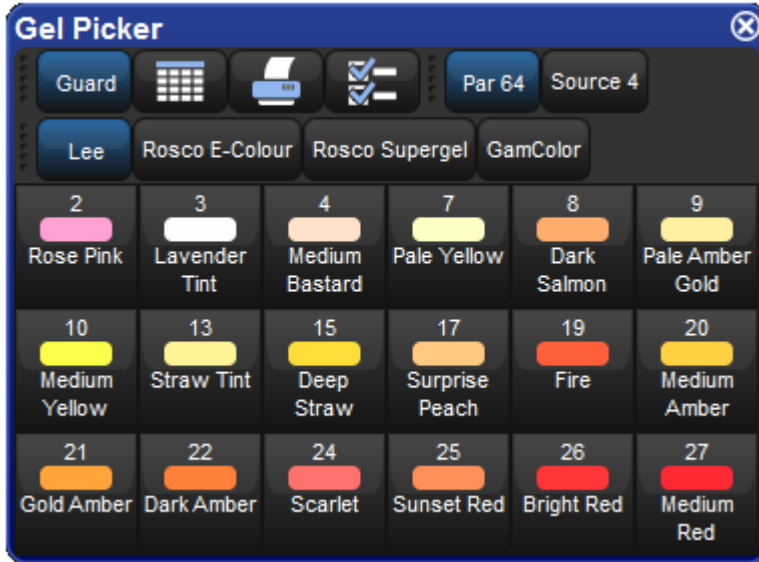 Gel Picker
Guard Par 64 Source 4
Lee Rosco E-Colour Rosco Supergel GamColor
2 3 4 7 8 9
Rose Pink Lavender Medium Pale Yellow Dark Pale Amber
Tint Bastard Salmon Gold
10 13 15 17 19 20
Medium Straw Tint Deep Surprise Fire Medium
Yellow Straw Peach Amber
21 22 24 25 26 27
Gold Amber Dark Amber Scarlet Sunset Red Bright Red Medium
Red